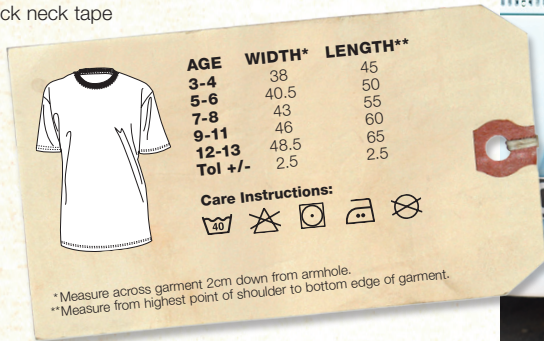 ck neck tape
AGE WIDTH* LENGTH**
3-4 38 45
5-6 40.5 50
7-8 43 55
9-11 46 60
12-13 48.5 65
Tol +/- 2.5 2.5
Care Instructions:
40
*Measure across garment 2cm down from armhole.
**Measure from highest point of shoulder to bottom edge of garment.